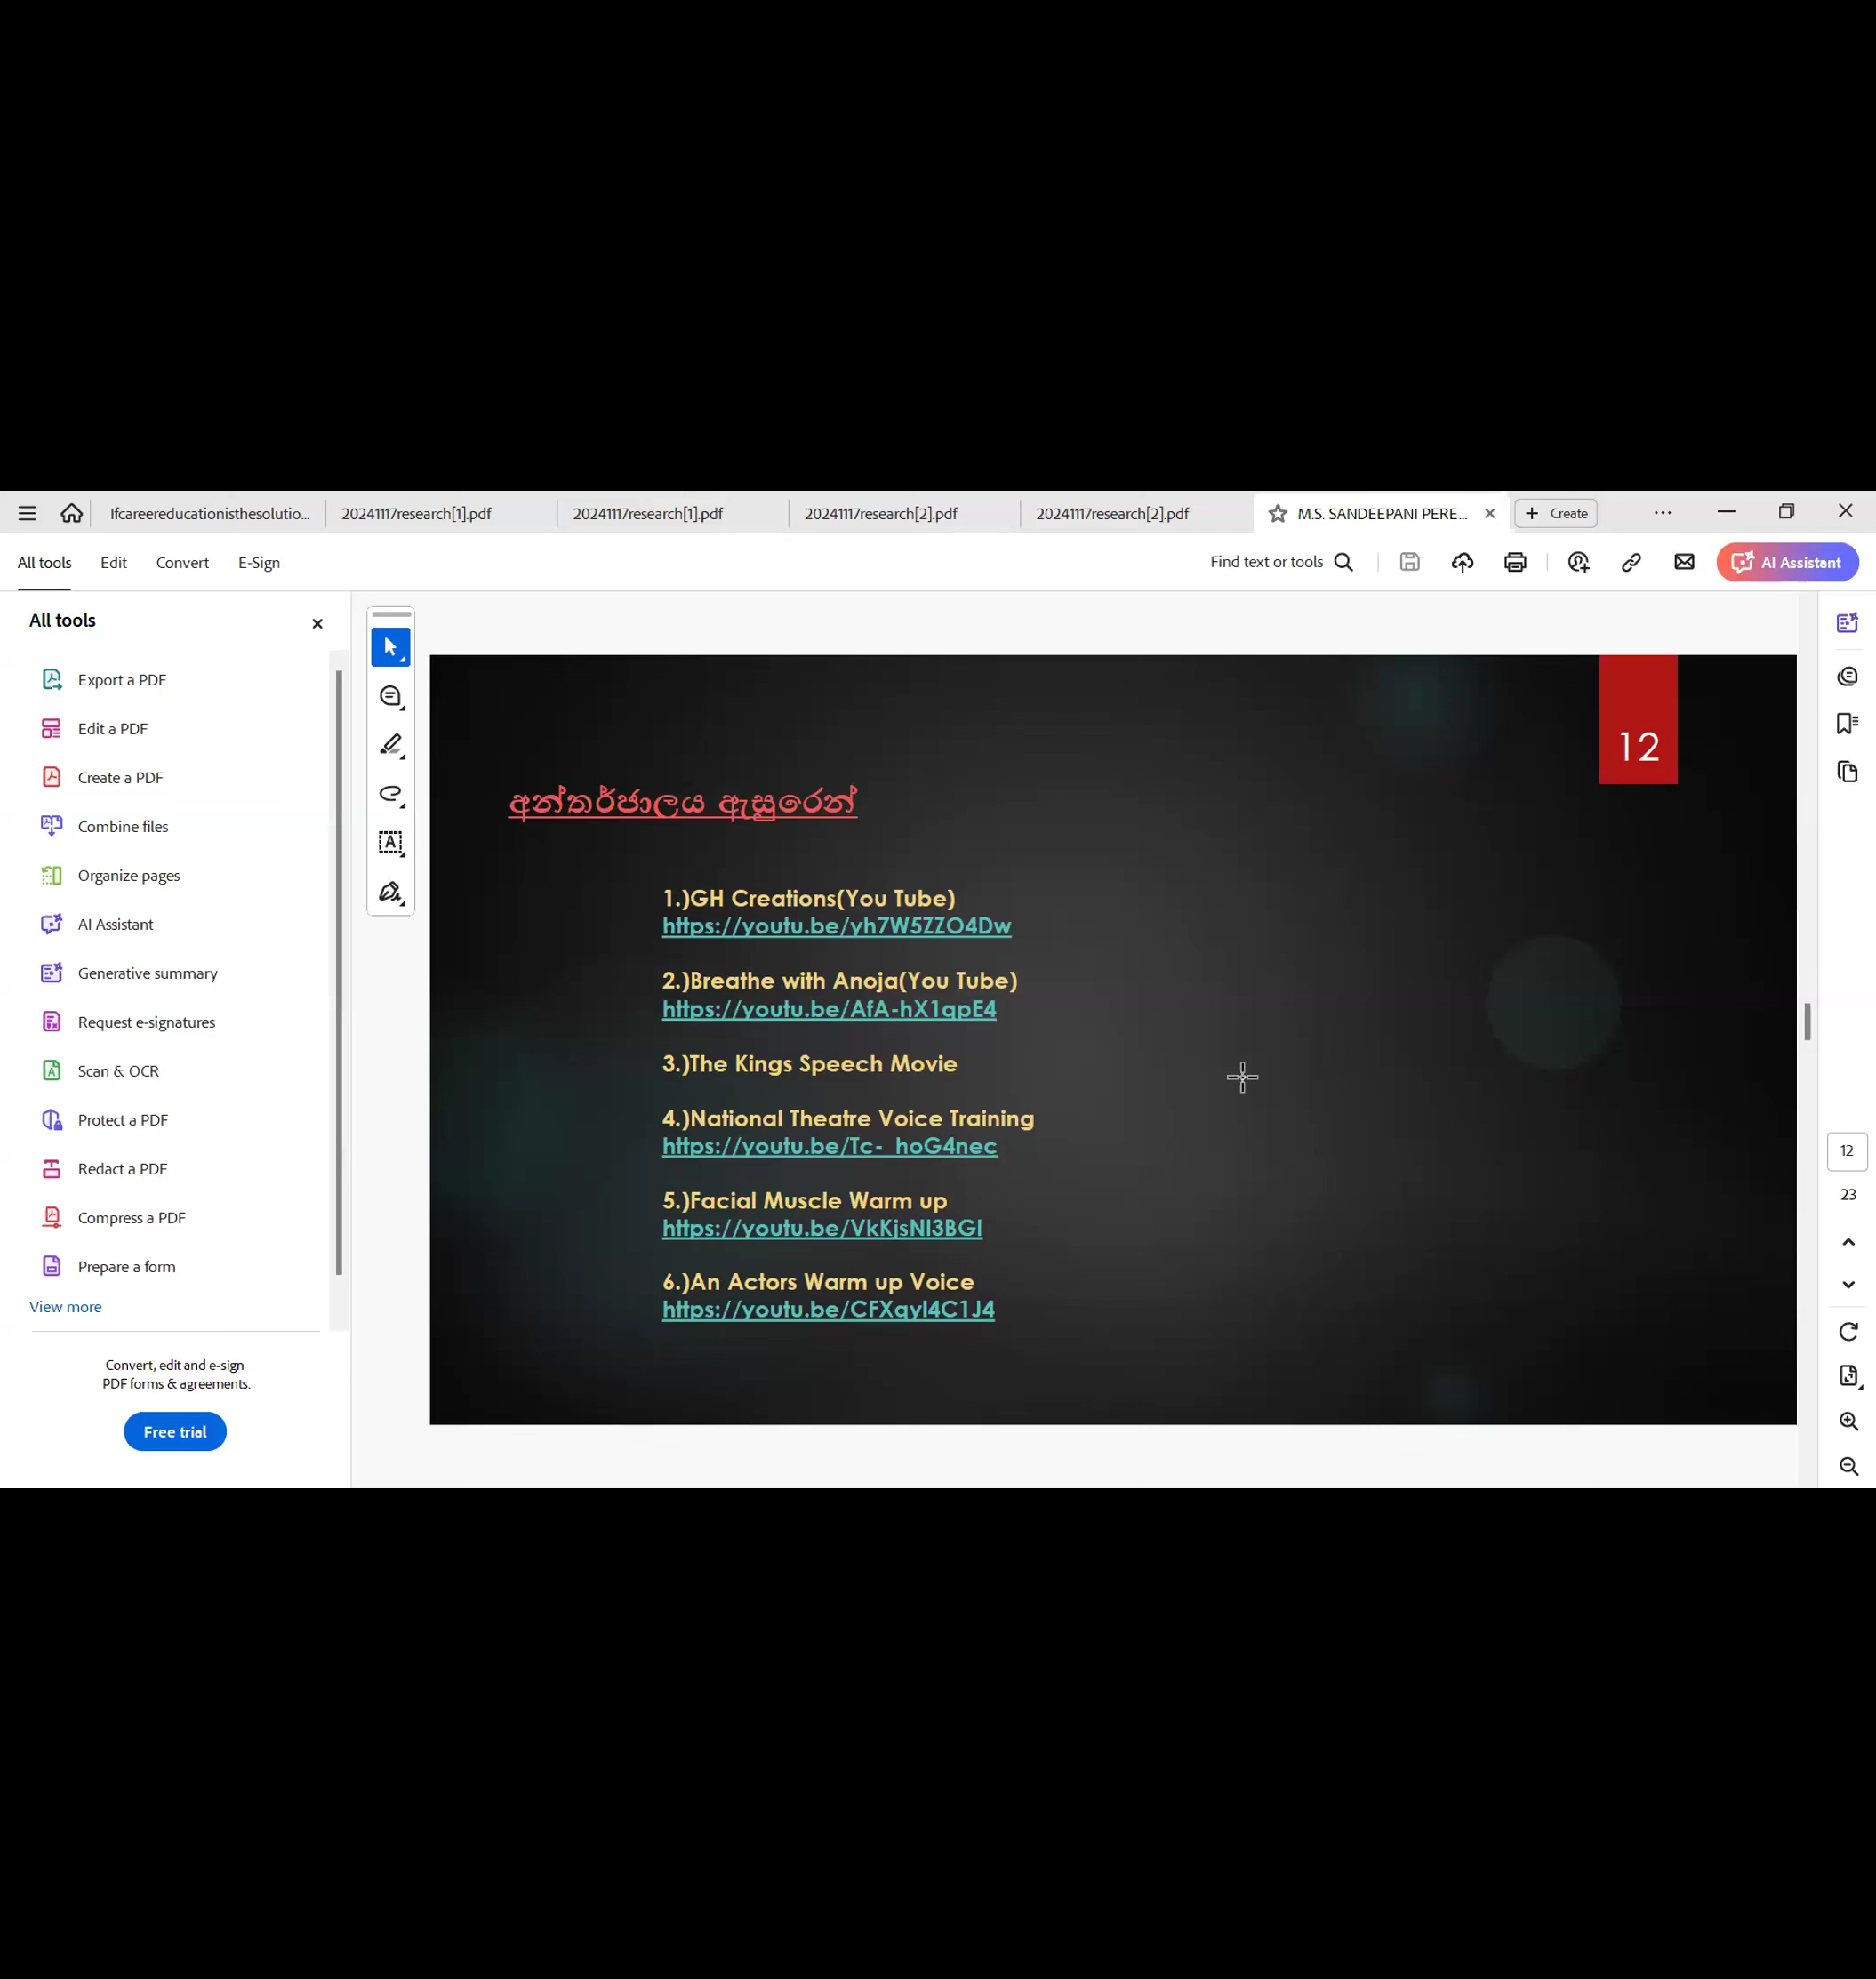 Ifcareereducationisthesolutio...
20241117research[1].pdf
20241117research[1].pdf
20241117research[2].pdf
20241117research[2].pdf
M.S. SANDEEPANI PERE...
Create
All tools
Edit
Convert
E-Sign
Find text or tools
AI Assistant
All tools
Export a PDF
Edit a PDF
Create a PDF
Combine files
Organize pages
AI Assistant
Generative summary
Request e-signatures
Scan & OCR
Protect a PDF
Redact a PDF
Compress a PDF
Prepare a form
View more
Convert, edit and e-sign
PDF forms & agreements.
Free trial
12
අන්තර්ජාලය ඇසුරෙන්
1.)GH Creations(You Tube)
https://youtu.be/yh7W5ZZO4Dw
2.)Breathe with Anoja(You Tube)
https://youtu.be/AfA-hX1qpE4
3.)The Kings Speech Movie
4.)National Theatre Voice Training
https://youtu.be/Tc-_hoG4nec
5.)Facial Muscle Warm up
https://youtu.be/VkKjsNl3BGI
6.)An Actors Warm up Voice
https://youtu.be/CFXqyI4C1J4
12
23